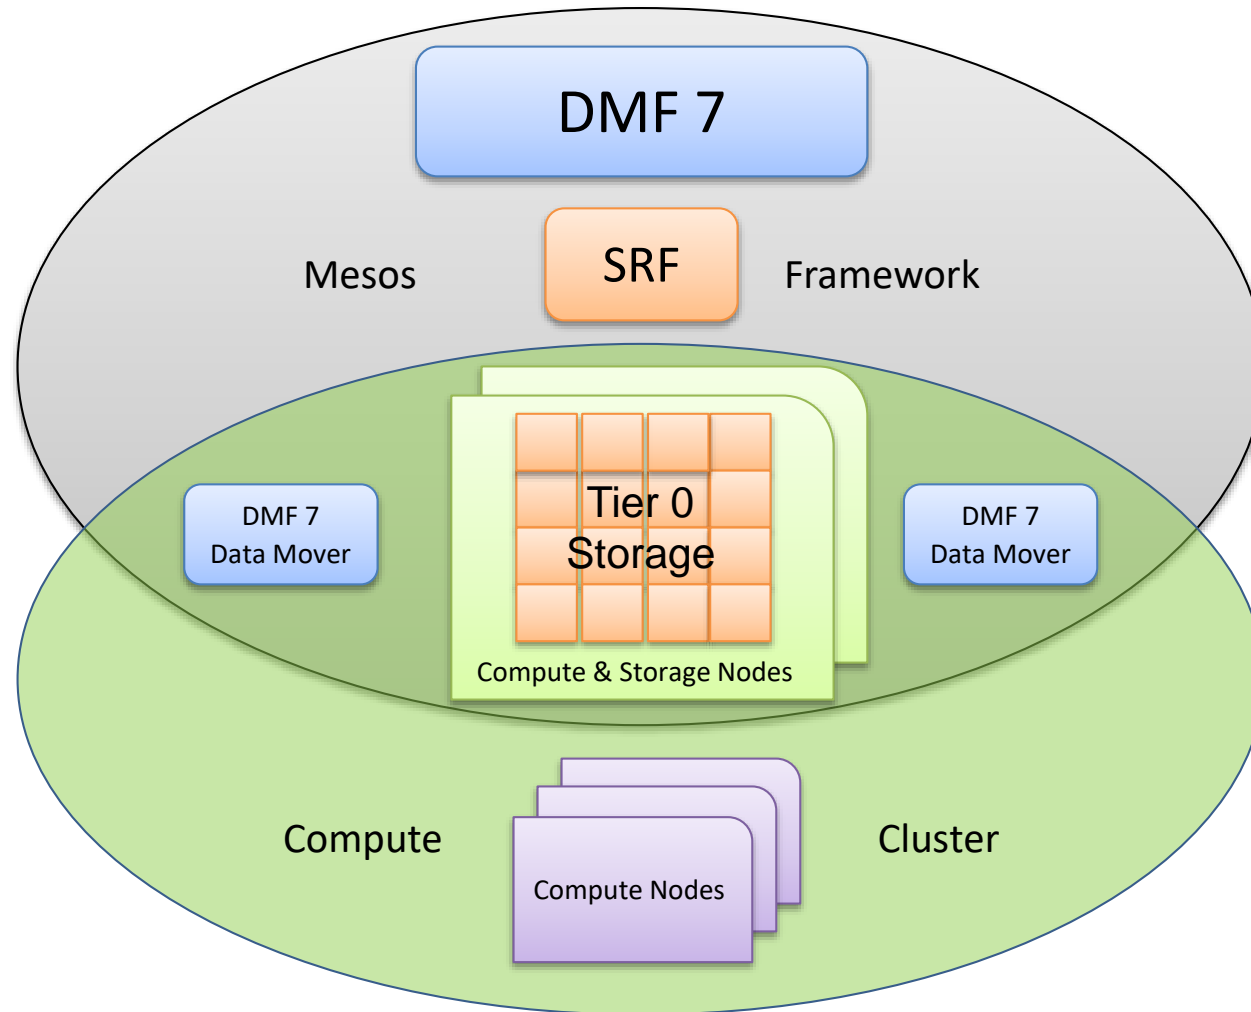 DMF 7
SRF
Mesos
Framework
Tier 0
Storage
DMF 7
Data Mover
DMF 7
Data Mover
Compute & Storage Nodes
Compute
Cluster
Compute Nodes